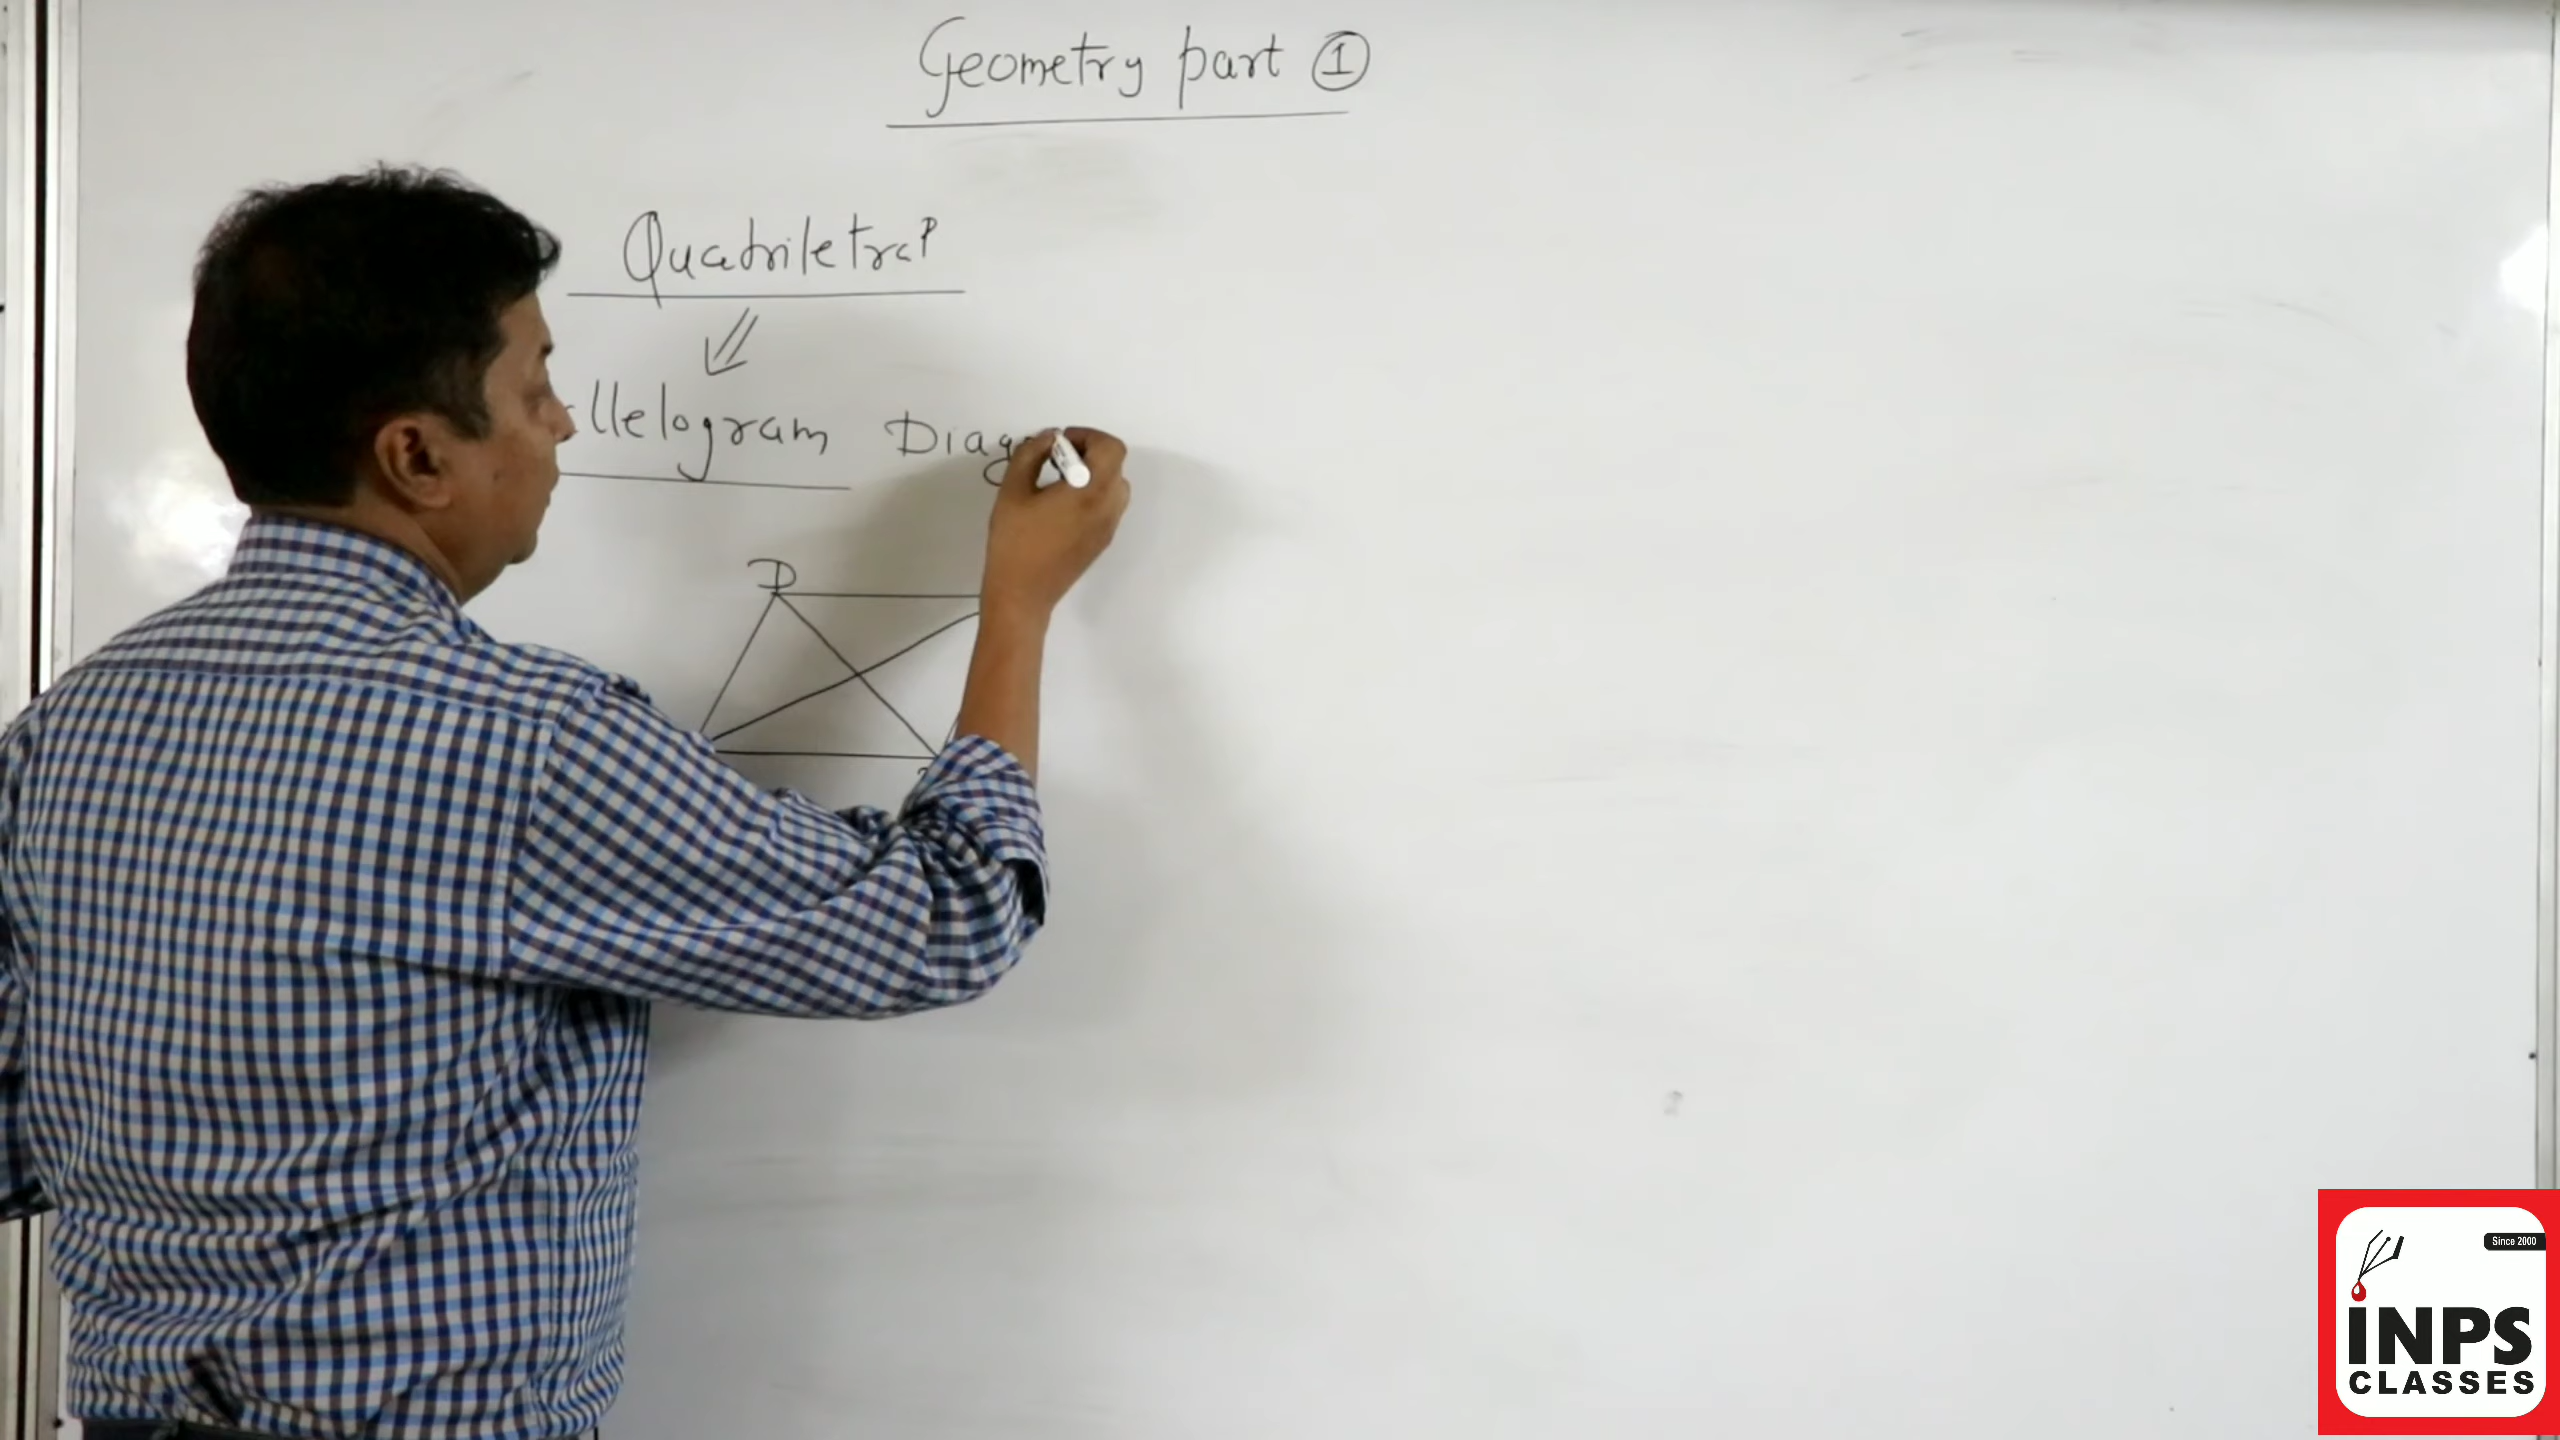 Geometry part ①
Quadriletral
llelogram Diag
D
Since 2000
iNPS
CLASSES